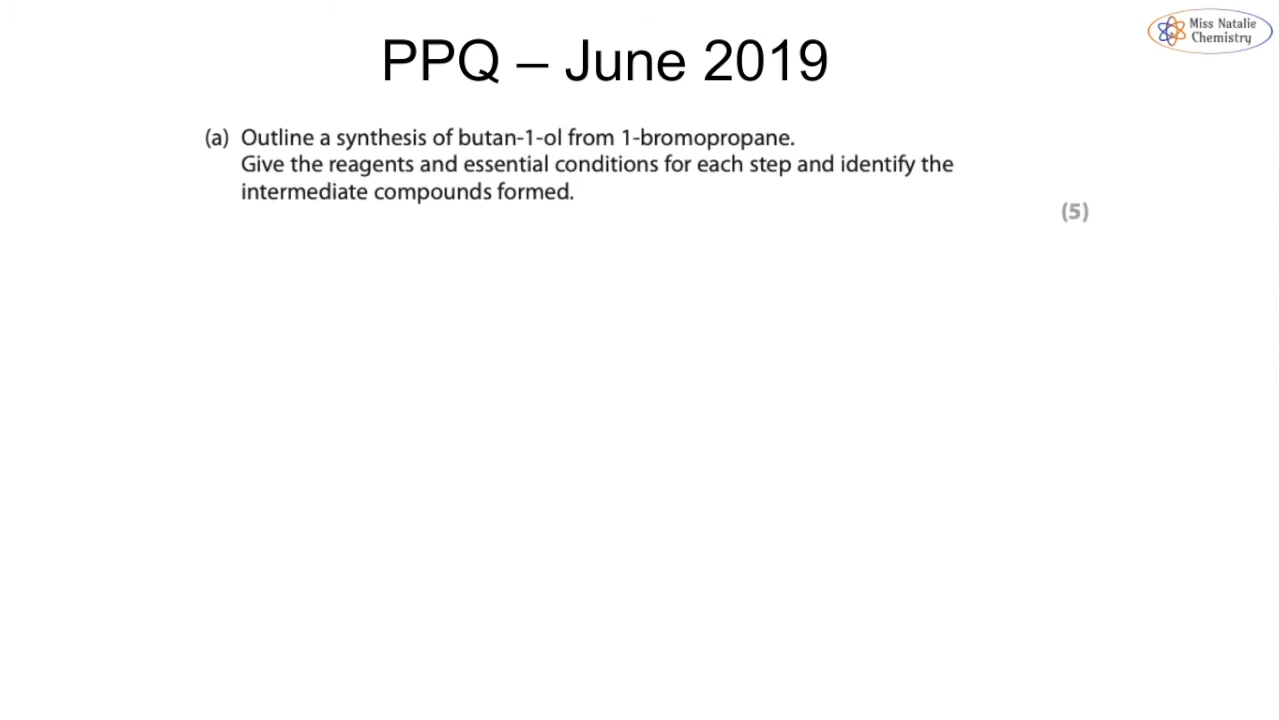 Miss Natalie
Chemistry
PPQ – June 2019
(a) Outline a synthesis of butan-1-ol from 1-bromopropane.
Give the reagents and essential conditions for each step and identify the
intermediate compounds formed.
(5)